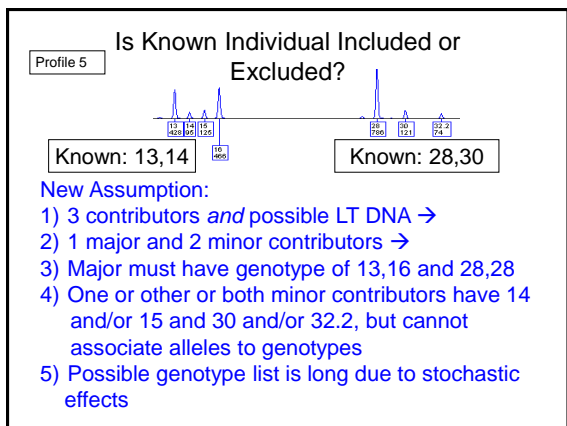 Is Known Individual Included or
Profile 5
Excluded?
13 14 15 28 30 32.2
428 95 125 786 121 74
16
466
Known: 13,14 Known: 28,30
New Assumption:
1) 3 contributors and possible LT DNA →
2) 1 major and 2 minor contributors →
3) Major must have genotype of 13,16 and 28,28
4) One or other or both minor contributors have 14
and/or 15 and 30 and/or 32.2, but cannot
associate alleles to genotypes
5) Possible genotype list is long due to stochastic
effects